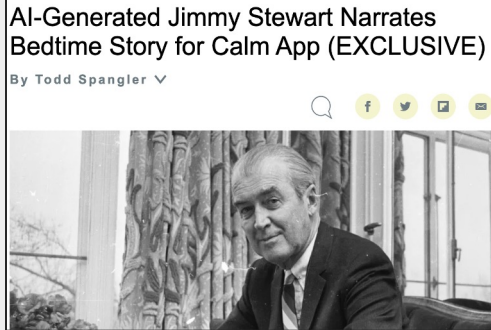 AI-Generated Jimmy Stewart Narrates
Bedtime Story for Calm App (EXCLUSIVE)
By Todd Spangler